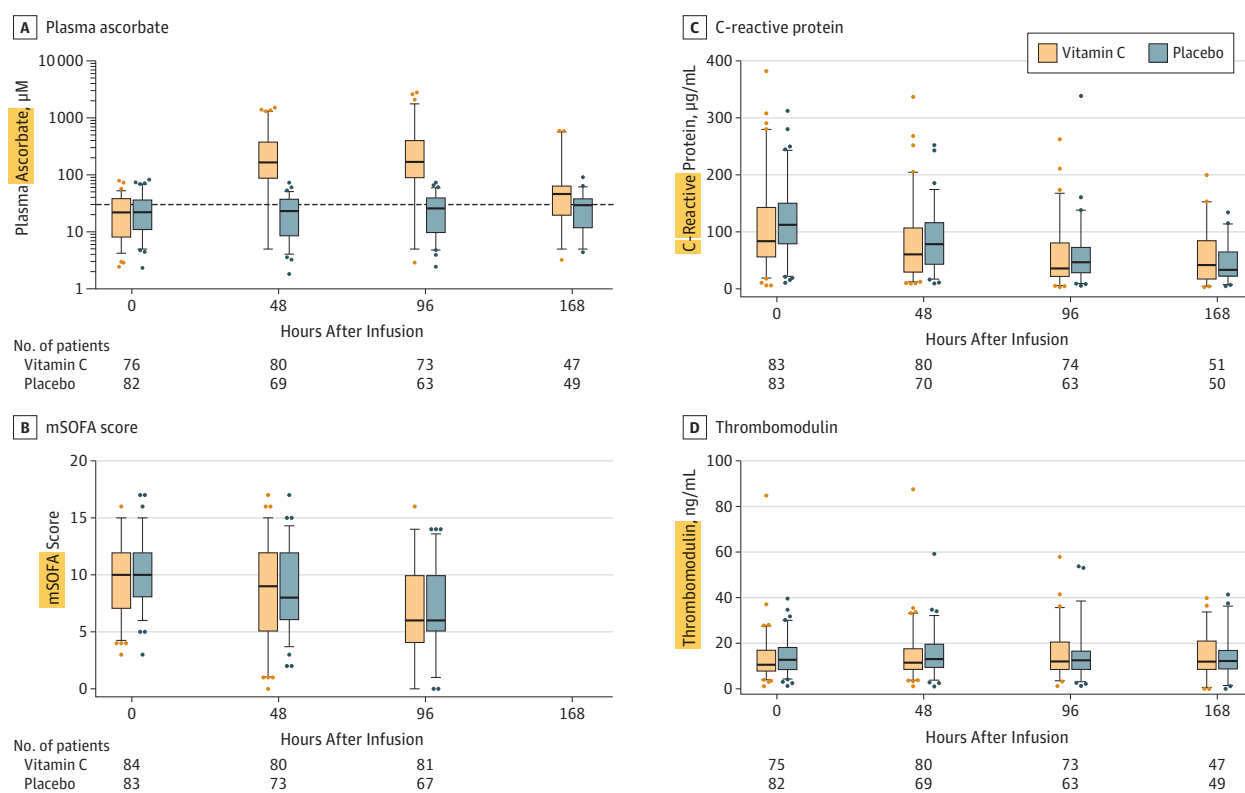 A Plasma ascorbate
10 000
1000
100
10
1
Plasma Ascorbate, µM
0 48 96 168
Hours After Infusion
No. of patients
Vitamin C 76 80 73 47
Placebo 82 69 63 49
C C-reactive protein
Vitamin C Placebo
400
300
200
100
0
C-Reactive Protein, µg/mL
0 48 96 168
Hours After Infusion
83 80 74 51
83 70 63 50
B mSOFA score
20
15
10
5
0
mSOFA Score
0 48 96 168
Hours After Infusion
No. of patients
Vitamin C 84 80 81
Placebo 83 73 67
D Thrombomodulin
100
80
60
40
20
0
Thrombomodulin, ng/mL
0 48 96 168
Hours After Infusion
75 80 73 47
82 69 63 49